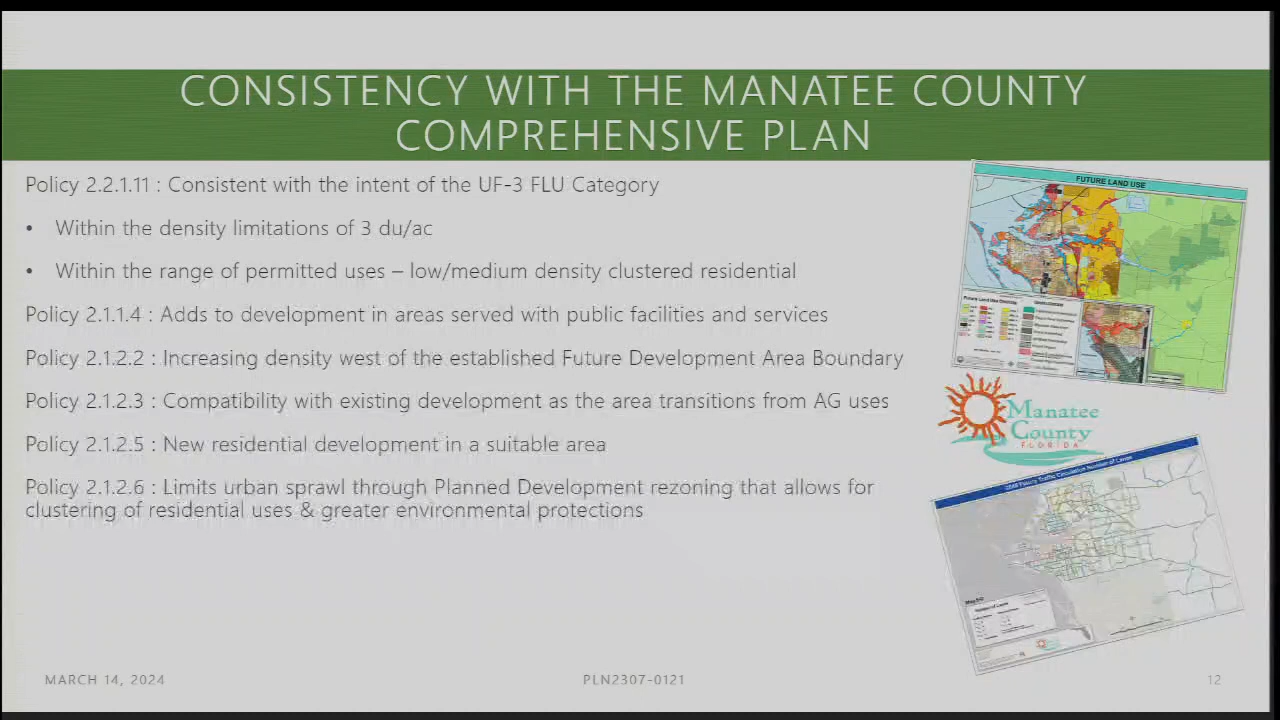 CONSISTENCY WITH THE MANATEE COUNTY
COMPREHENSIVE PLAN
Policy 2.2.1.11 : Consistent with the intent of the UF-3 FLU Category
• Within the density limitations of 3 du/ac
• Within the range of permitted uses – low/medium density clustered residential
Policy 2.1.1.4 : Adds to development in areas served with public facilities and services
Policy 2.1.2.2 : Increasing density west of the established Future Development Area Boundary
Policy 2.1.2.3 : Compatibility with existing development as the area transitions from AG uses
Policy 2.1.2.5 : New residential development in a suitable area
Policy 2.1.2.6 : Limits urban sprawl through Planned Development rezoning that allows for
clustering of residential uses & greater environmental protections
FUTURE LAND USE
Manatee
County
FLORIDA
Future Traffic Circulation Number of Lanes
MARCH 14, 2024
PLN2307-0121
12